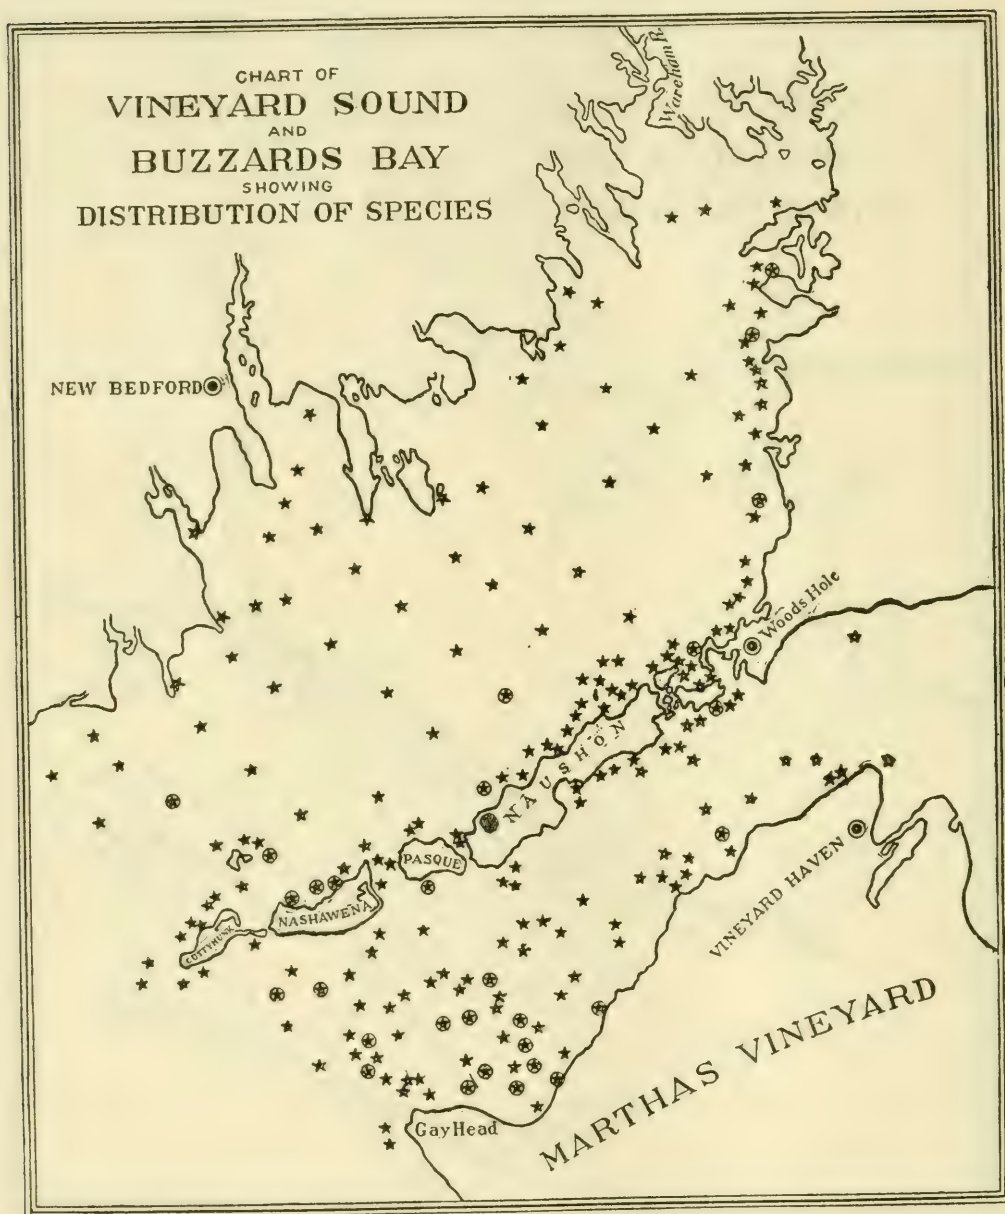 CHART OF
VINEYARD SOUND
AND
BUZZARDS BAY
SHOWING
DISTRIBUTION OF SPECIES
Wareham R.
NEW BEDFORD
Woods Hole
NAUSHON
PASQUE
NASHAWENA
CUTTYHUNK
VINEYARD HAVEN
MARTHAS VINEYARD
Gay Head